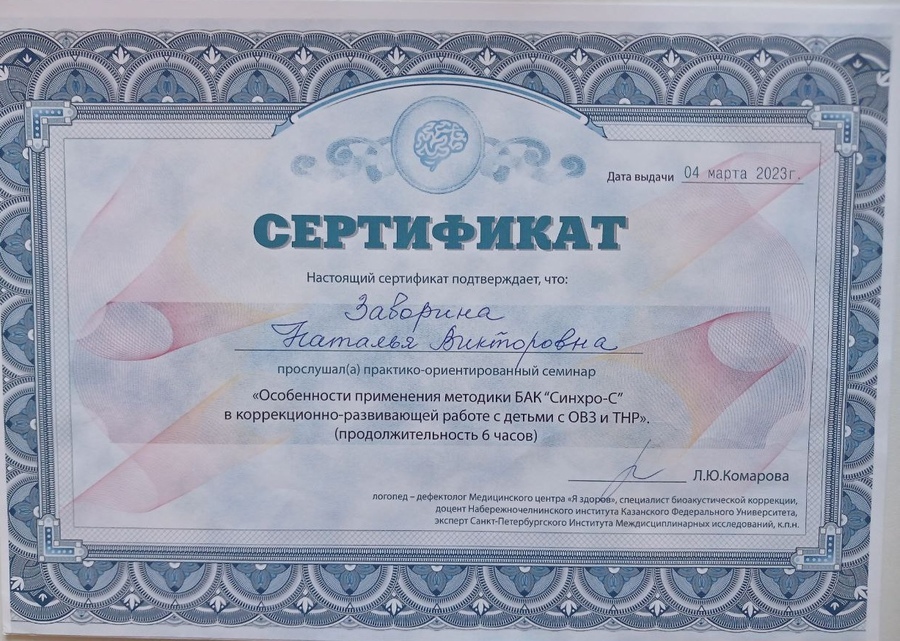 Дата выдачи 04 марта 2023г.
СЕРТИФИКАТ
Настоящий сертификат подтверждает, что:
Заворина
Наталья Викторовна
прослушал(а) практико-ориентированный семинар
«Особенности применения методики БАК "Синхро-С"
в коррекционно-развивающей работе с детьми с ОВЗ и ТНР».
(продолжительность 6 часов)
Л.Ю.Комарова
логопед – дефектолог Медицинского центра «Я здоров», специалист биоакустической коррекции,
доцент Набережночелнинского института Казанского Федерального Университета,
эксперт Санкт-Петербургского Института Междисциплинарных исследований, к.п.н.